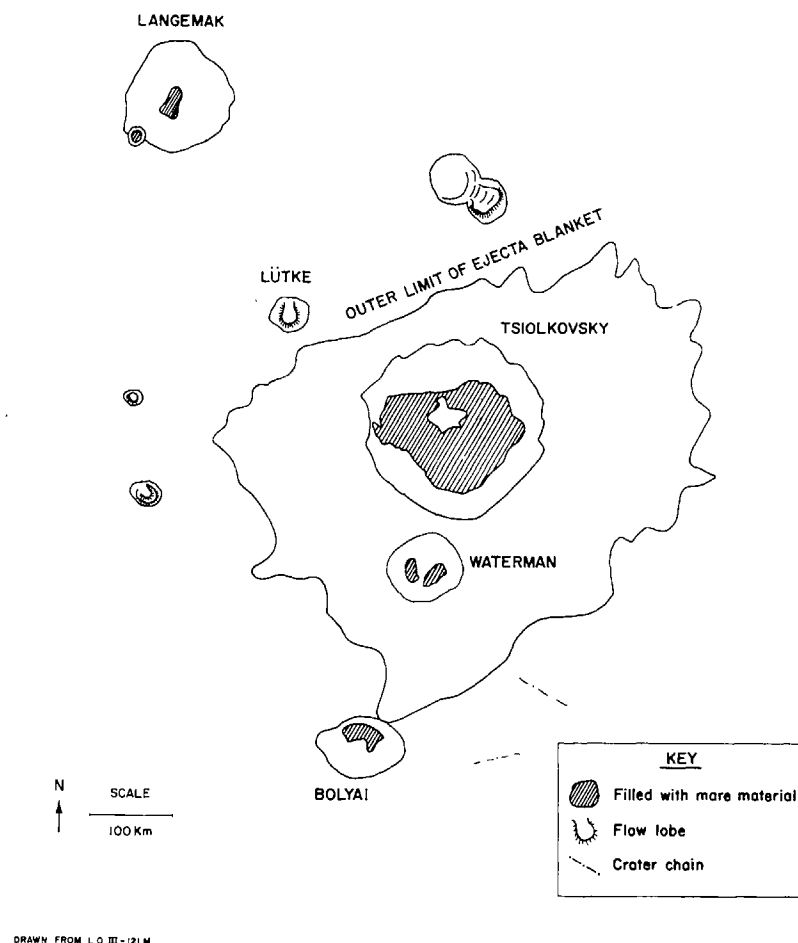 LANGEMAK
LÜTKE
OUTER LIMIT OF EJECTA BLANKET
TSIOLKOVSKY
WATERMAN
BOLYAI
N
SCALE
100 Km
KEY
Filled with mare material
Flow lobe
Crater chain
DRAWN FROM L O III - 121 M